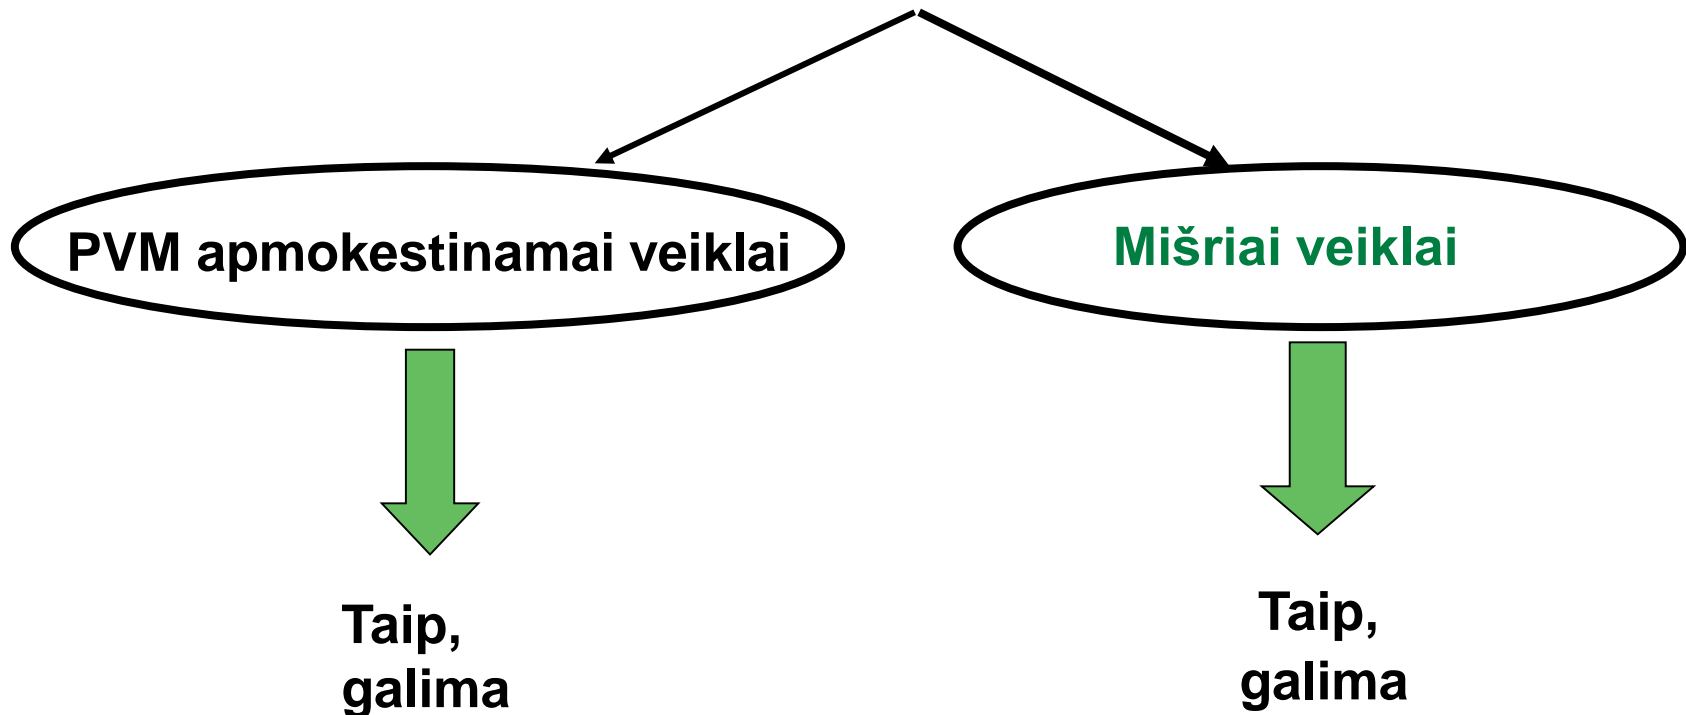 PVM apmokestinamai veiklai
Mišriai veiklai
Taip,
galima
Taip,
galima